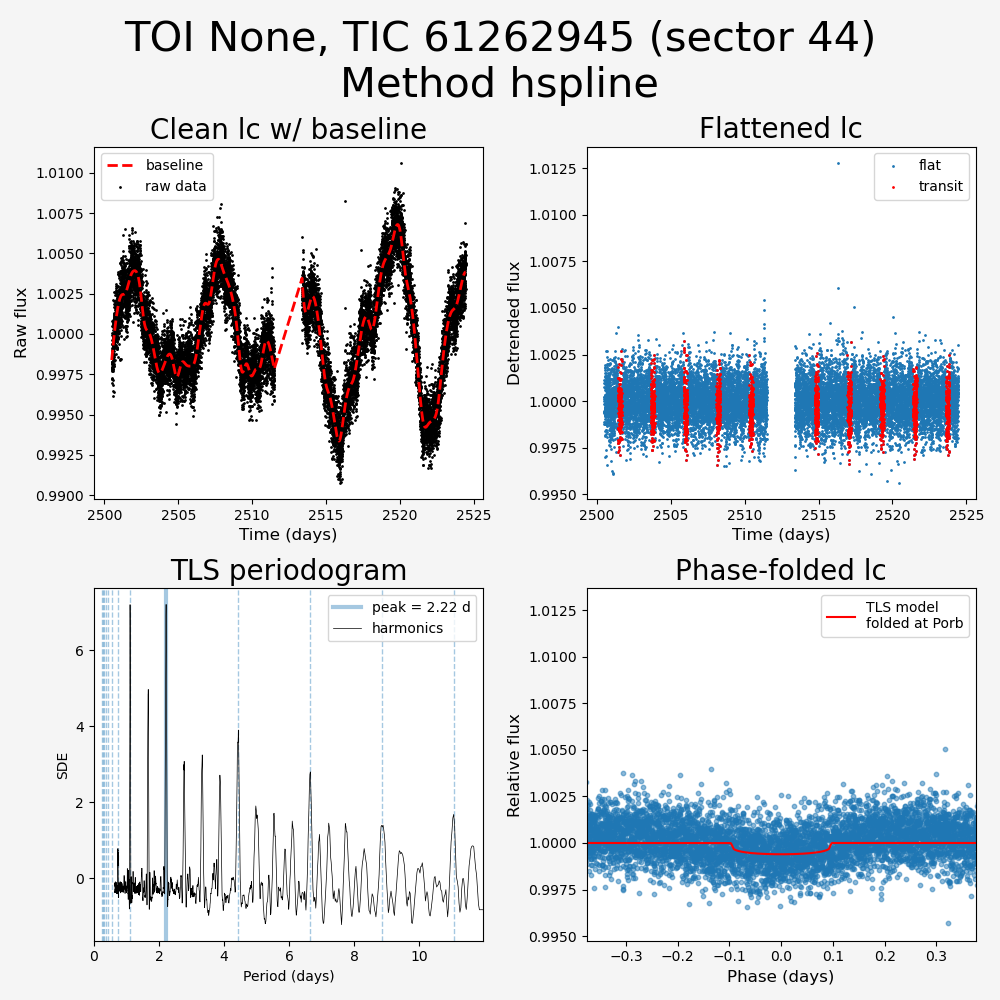 TOI None, TIC 61262945 (sector 44)
Method hspline
Clean lc w/ baseline
baseline
raw data
1.0100
1.0075
1.0050
1.0025
1.0000
0.9975
0.9950
0.9925
0.9900
Raw flux
2500 2505 2510 2515 2520 2525
Time (days)
Flattened lc
flat
transit
1.0125
1.0100
1.0075
1.0050
1.0025
1.0000
0.9975
0.9950
Detrended flux
2500 2505 2510 2515 2520 2525
Time (days)
TLS periodogram
peak = 2.22 d
harmonics
6
4
2
0
SDE
0 2 4 6 8 10
Period (days)
Phase-folded lc
TLS model
folded at Porb
1.0125
1.0100
1.0075
1.0050
1.0025
1.0000
0.9975
0.9950
Relative flux
−0.3 −0.2 −0.1 0.0 0.1 0.2 0.3
Phase (days)